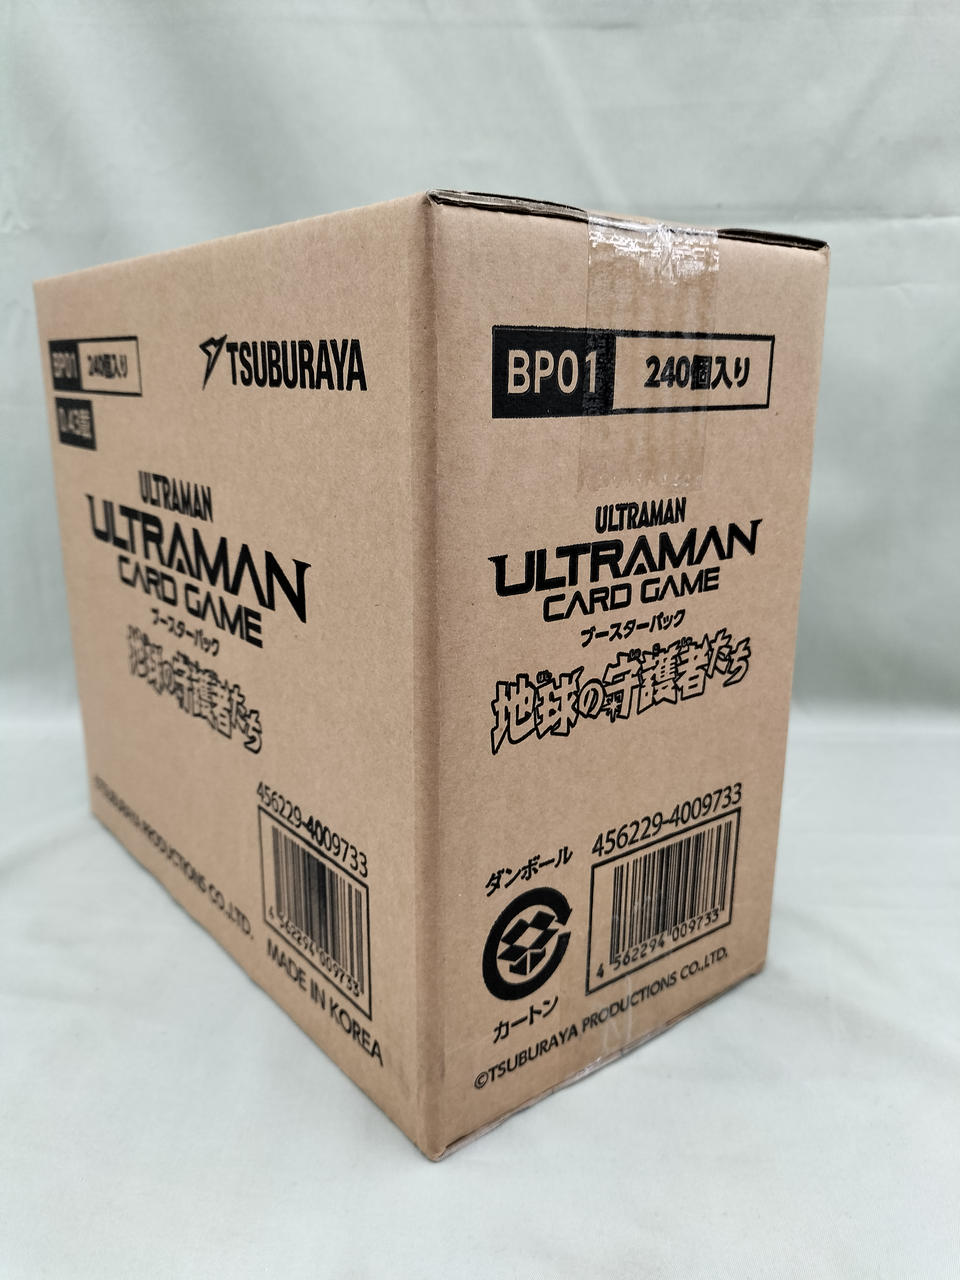 BP01 240個入り
TSUBURAYA
ULTRAMAN
ULTRAMAN
CARD GAME
ブースターパック
地球の守護者たち
456229-4009733
4 562294 009733
©TSUBURAYA PRODUCTIONS CO.,LTD.
MADE IN KOREA
BP01 240個入り
ULTRAMAN
ULTRAMAN
CARD GAME
ブースターパック
地球の守護者たち
456229-4009733
ダンボール
4 562294 009733
カートン
©TSUBURAYA PRODUCTIONS CO.,LTD.